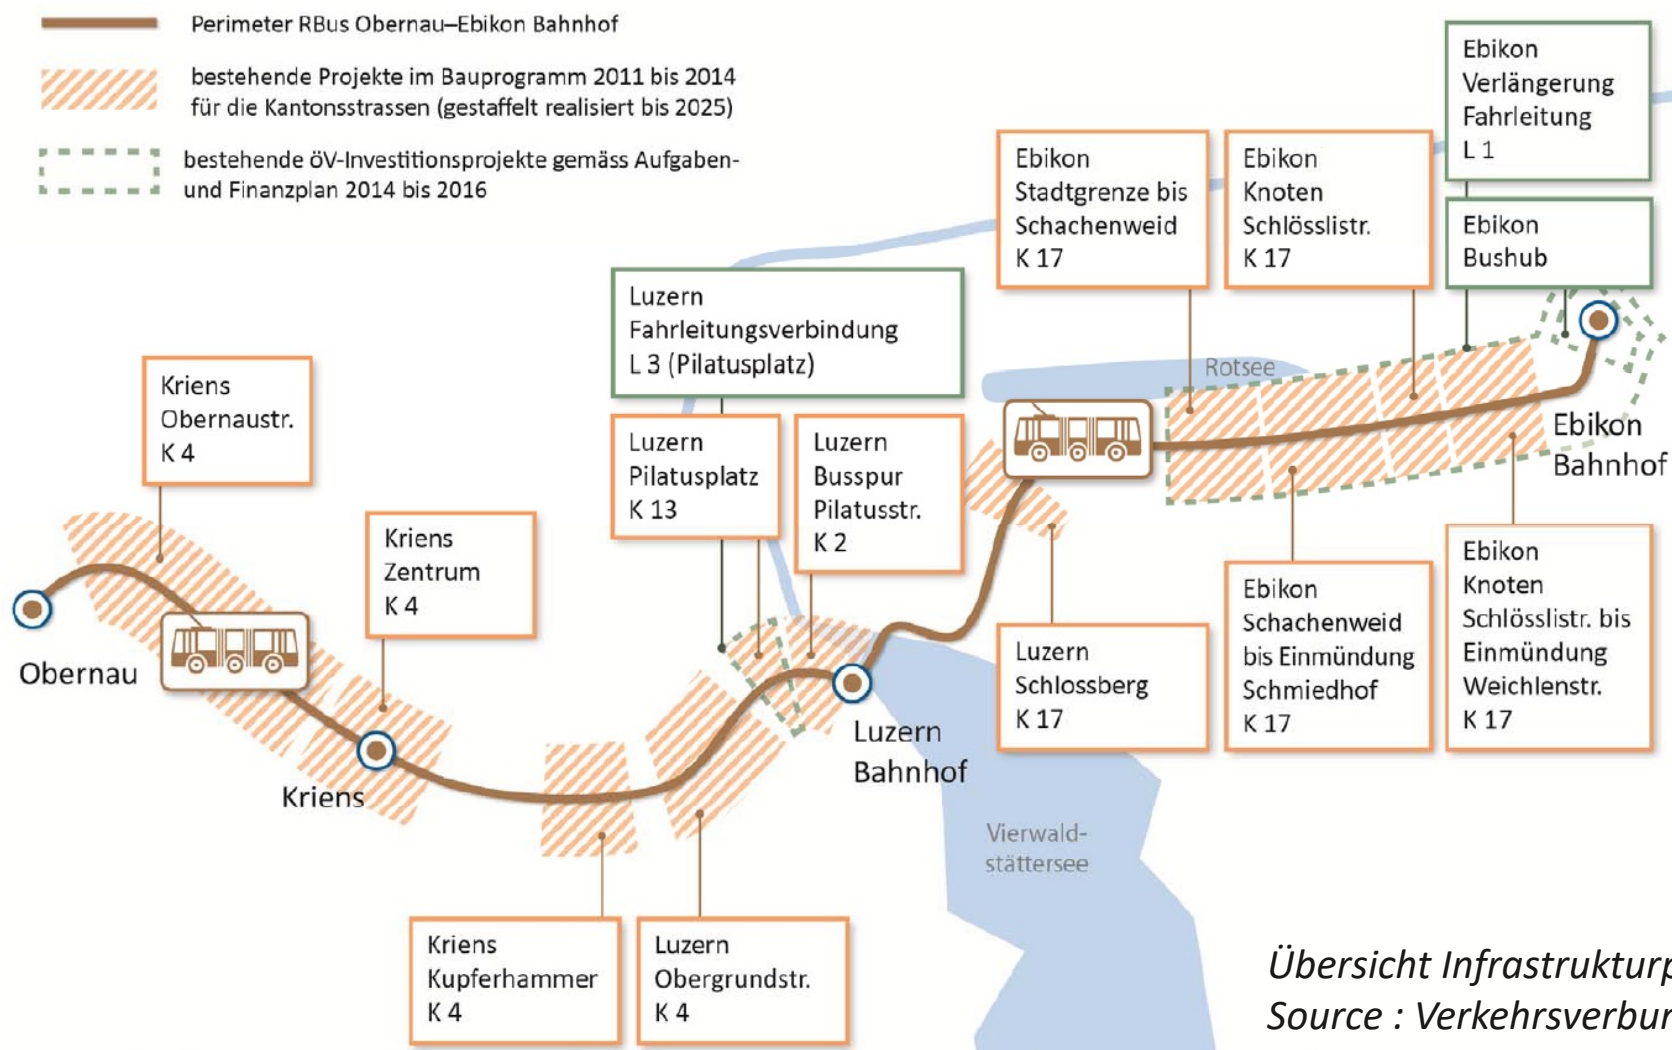 Perimeter RBus Obernau–Ebikon Bahnhof
bestehende Projekte im Bauprogramm 2011 bis 2014
für die Kantonsstrassen (gestaffelt realisiert bis 2025)
bestehende öV-Investitionsprojekte gemäss Aufgaben-
und Finanzplan 2014 bis 2016
Ebikon
Verlängerung
Fahrleitung
L 1
Ebikon
Stadtgrenze bis
Schachenweid
K 17
Ebikon
Knoten
Schlösslistr.
K 17
Ebikon
Bushub
Luzern
Fahrleitungsverbindung
L 3 (Pilatusplatz)
Kriens
Obernaustr.
K 4
Luzern
Pilatusplatz
K 13
Luzern
Busspur
Pilatusstr.
K 2
Rotsee
Ebikon
Bahnhof
Kriens
Zentrum
K 4
Obernau
Kriens
Luzern
Bahnhof
Luzern
Schlossberg
K 17
Ebikon
Schachenweid
bis Einmündung
Schmiedhof
K 17
Ebikon
Knoten
Schlösslistr. bis
Einmündung
Weichlenstr.
K 17
Vierwald-
stättersee
Kriens
Kupferhammer
K 4
Luzern
Obergrundstr.
K 4
Übersicht Infrastrukturp
Source : Verkehrsverbur